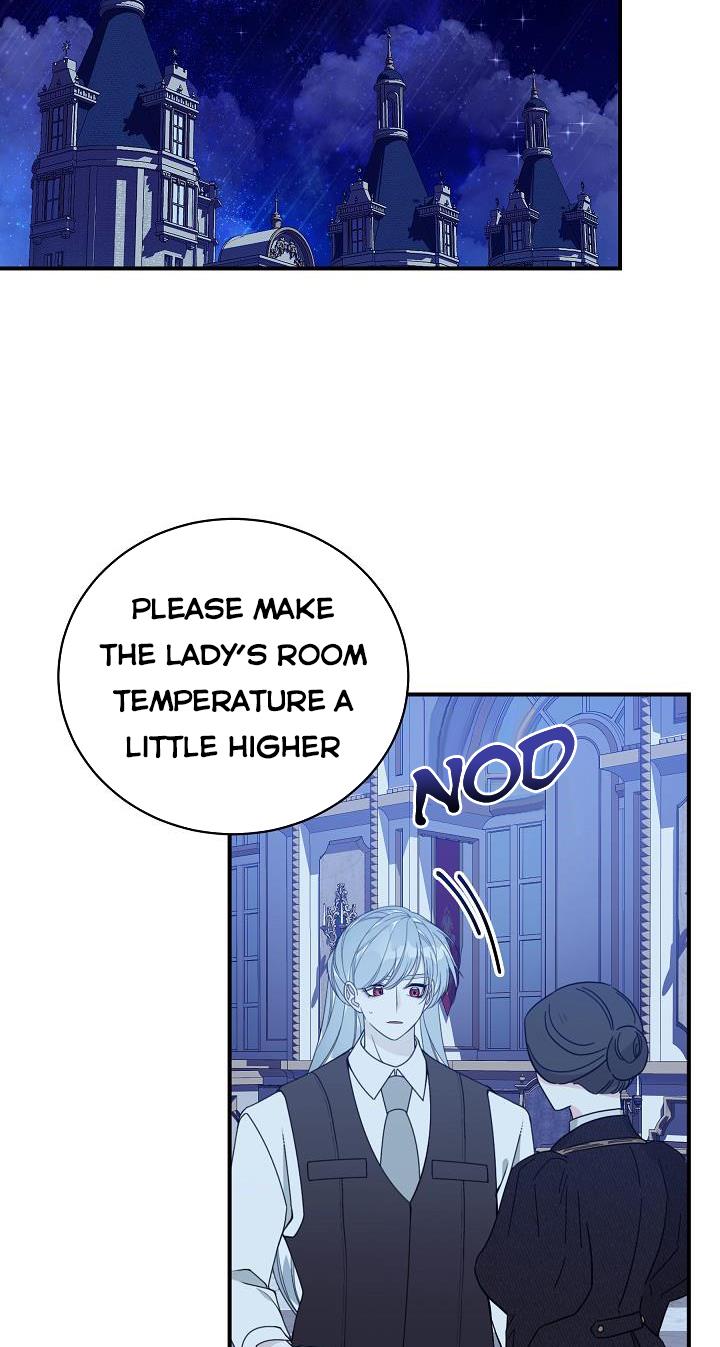 PLEASE MAKE
THE LADY'S ROOM
TEMPERATURE A
LITTLE HIGHER
NOD